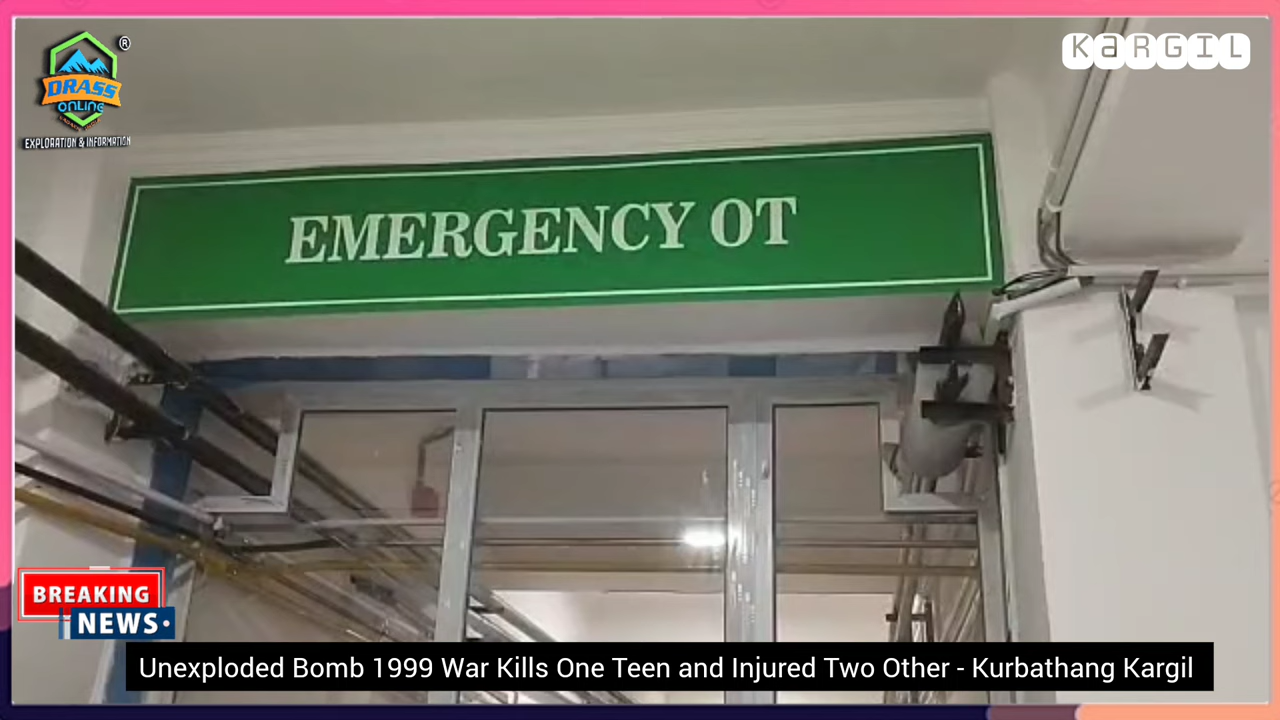 ®
DRASS
ONLINE
EXPLORATION & INFORMATION
KaRGIL
EMERGENCY OT
BREAKING
NEWS
Unexploded Bomb 1999 War Kills One Teen and Injured Two Other - Kurbathang Kargil